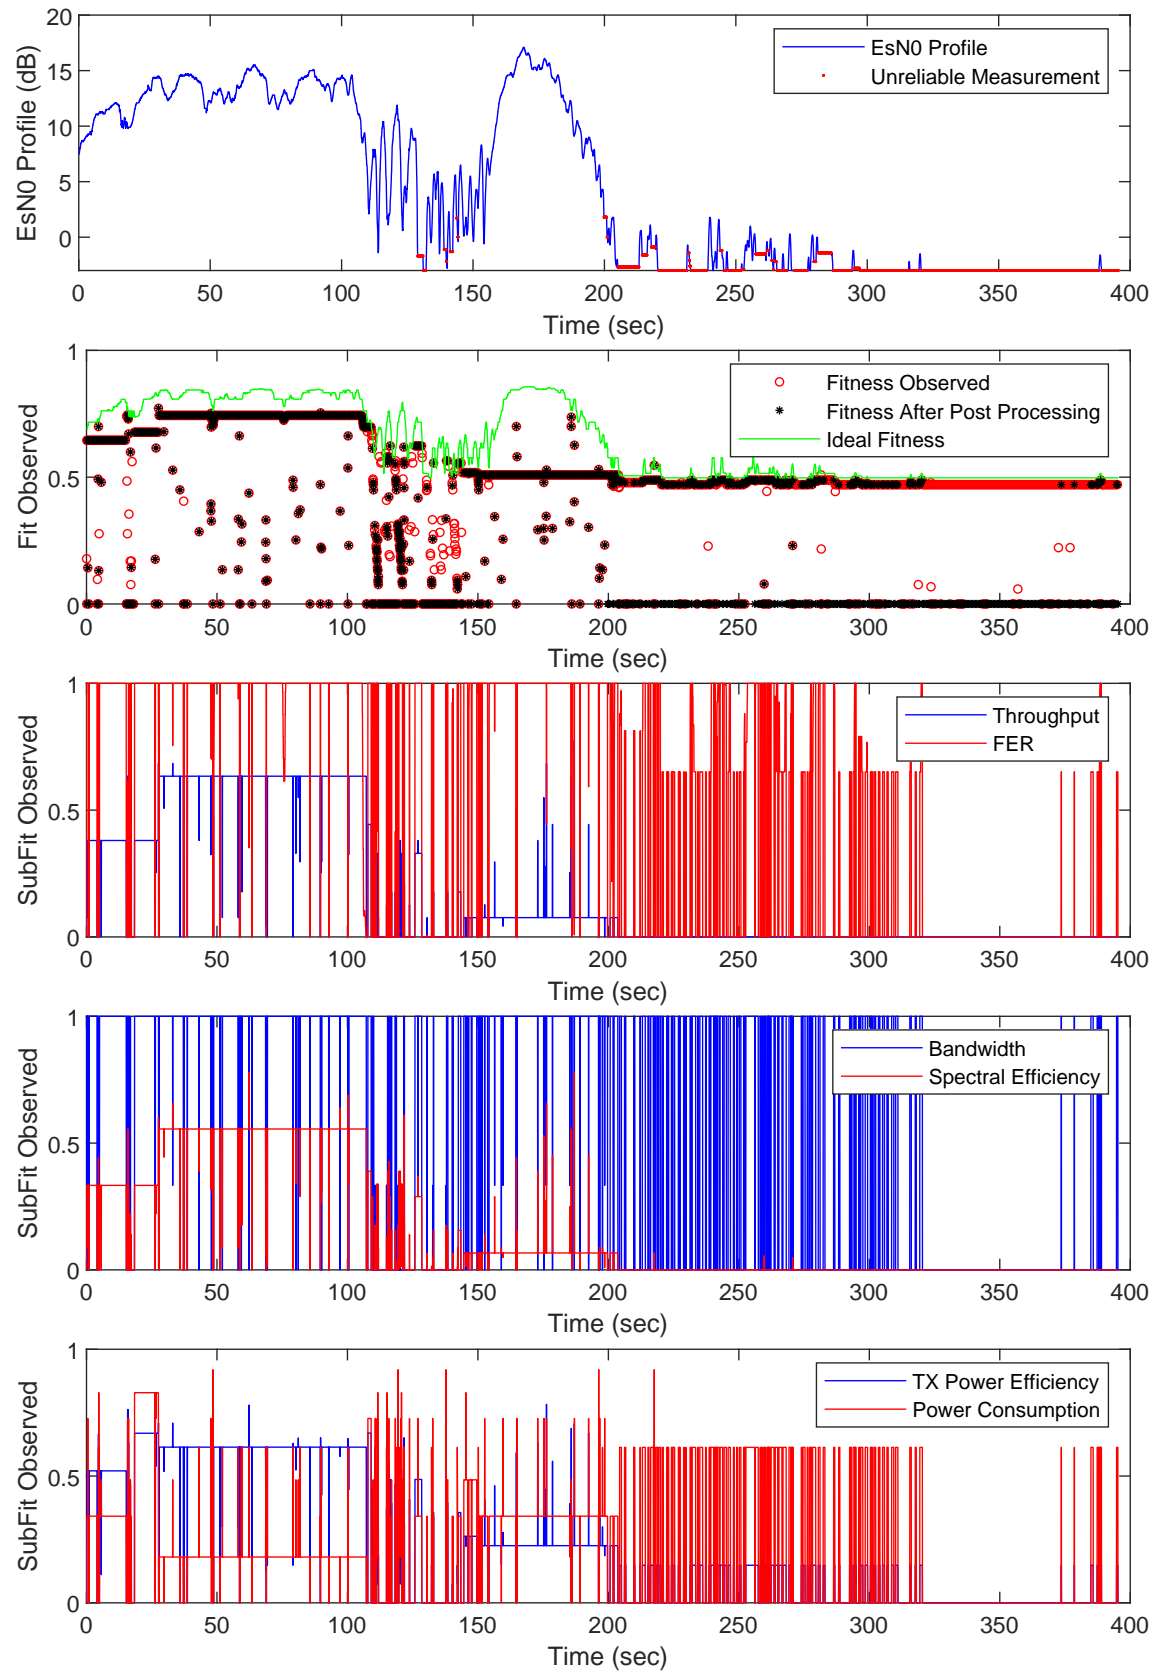 20
15
10
5
0
EsN0 Profile (dB)
EsN0 Profile
Unreliable Measurement
0 50 100 150 200 250 300 350 400
Time (sec)
1
0.5
0
Fit Observed
Fitness Observed
Fitness After Post Processing
Ideal Fitness
0 50 100 150 200 250 300 350 400
Time (sec)
1
0.5
0
SubFit Observed
Throughput
FER
0 50 100 150 200 250 300 350 400
Time (sec)
1
0.5
0
SubFit Observed
Bandwidth
Spectral Efficiency
0 50 100 150 200 250 300 350 400
Time (sec)
1
0.5
0
SubFit Observed
TX Power Efficiency
Power Consumption
0 50 100 150 200 250 300 350 400
Time (sec)